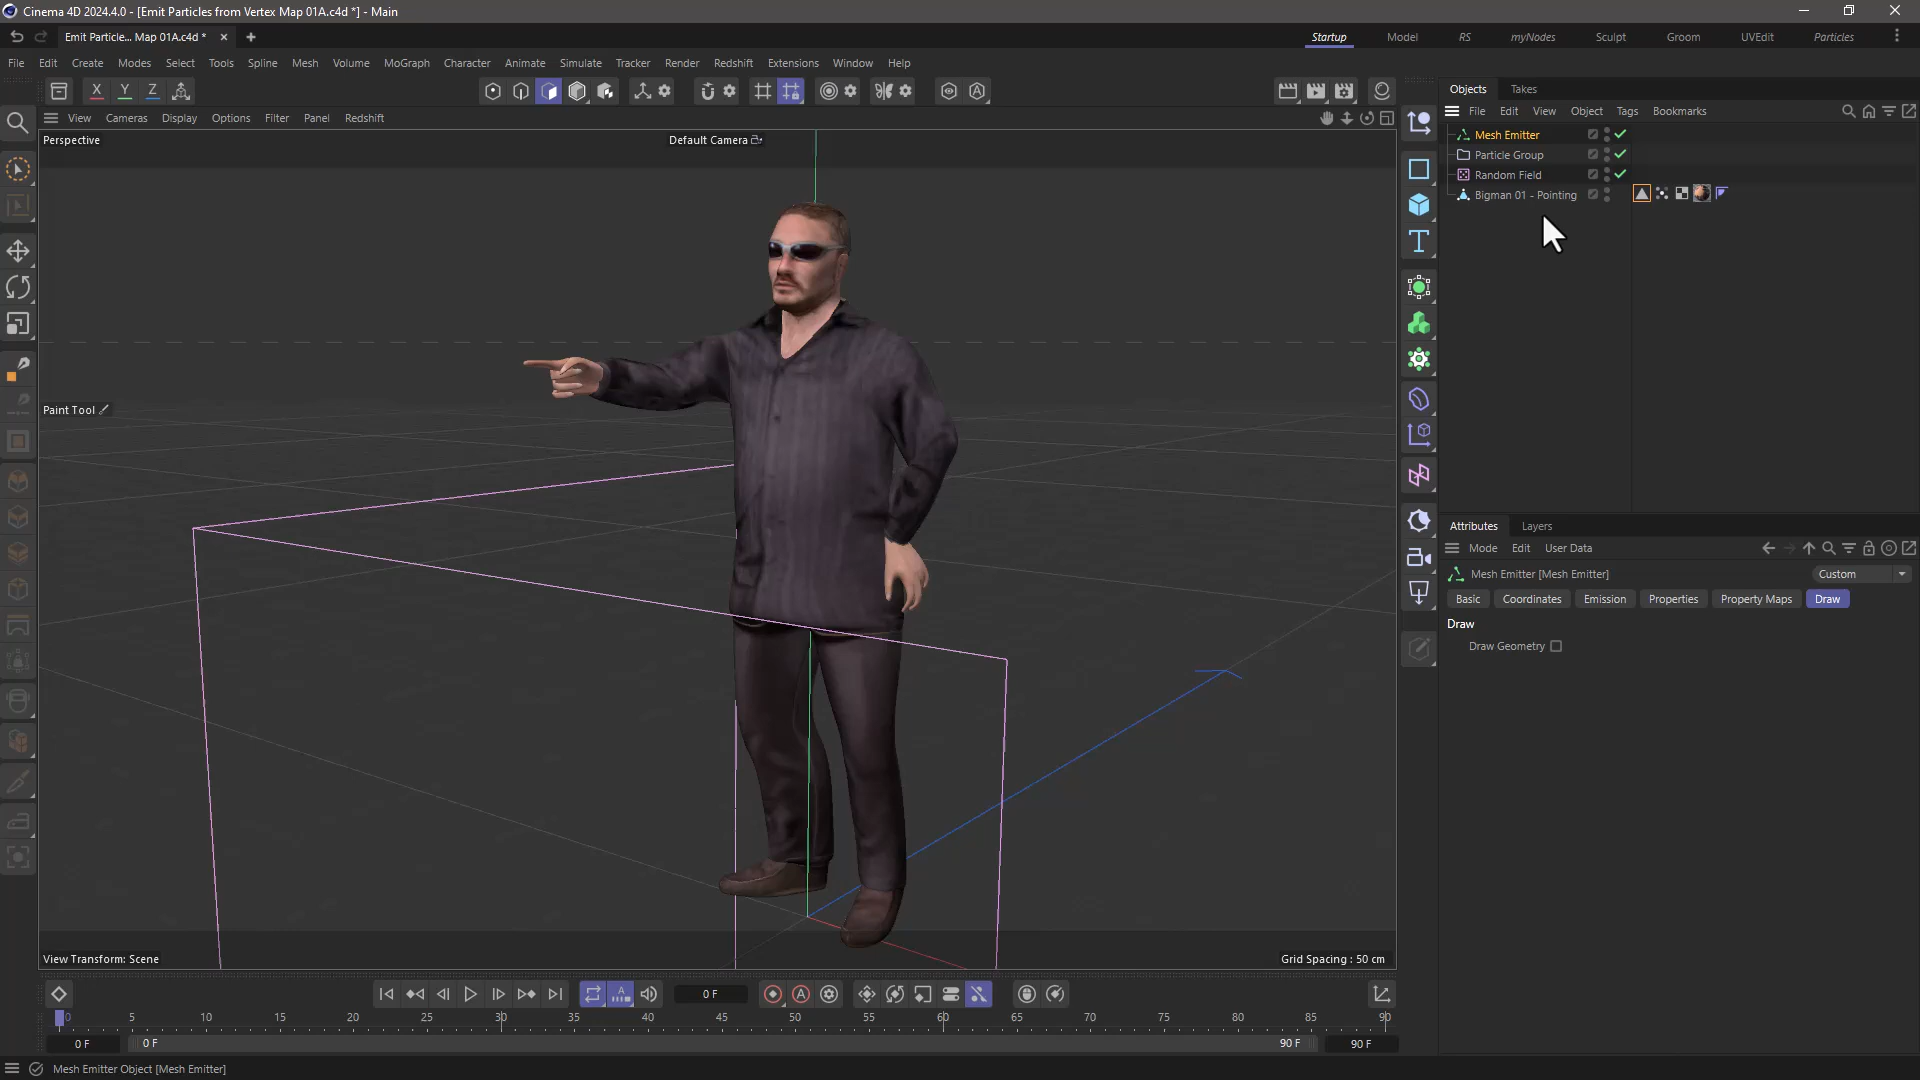 Cinema 4D 2024.4.0 - [Emit Particles from Vertex Map 01A.c4d *] - Main
Emit Particle... Map 01A.c4d *
Startup Model RS myNodes Sculpt Groom UVEdit Particles
File Edit Create Modes Select Tools Spline Mesh Volume MoGraph Character Animate Simulate Tracker Render Redshift Extensions Window Help
X Y Z
Objects Takes
File Edit View Object Tags Bookmarks
View Cameras Display Options Filter Panel Redshift
Perspective
Default Camera
Mesh Emitter
Particle Group
Random Field
Bigman 01 - Pointing
Paint Tool
Attributes Layers
Mode Edit User Data
Mesh Emitter [Mesh Emitter]
Custom
Basic Coordinates Emission Properties Property Maps Draw
Draw
Draw Geometry
View Transform: Scene
Grid Spacing : 50 cm
0 F
0 5 10 15 20 25 30 35 40 45 50 55 60 65 70 75 80 85 90
0 F 0 F 90 F 90 F
Mesh Emitter Object [Mesh Emitter]